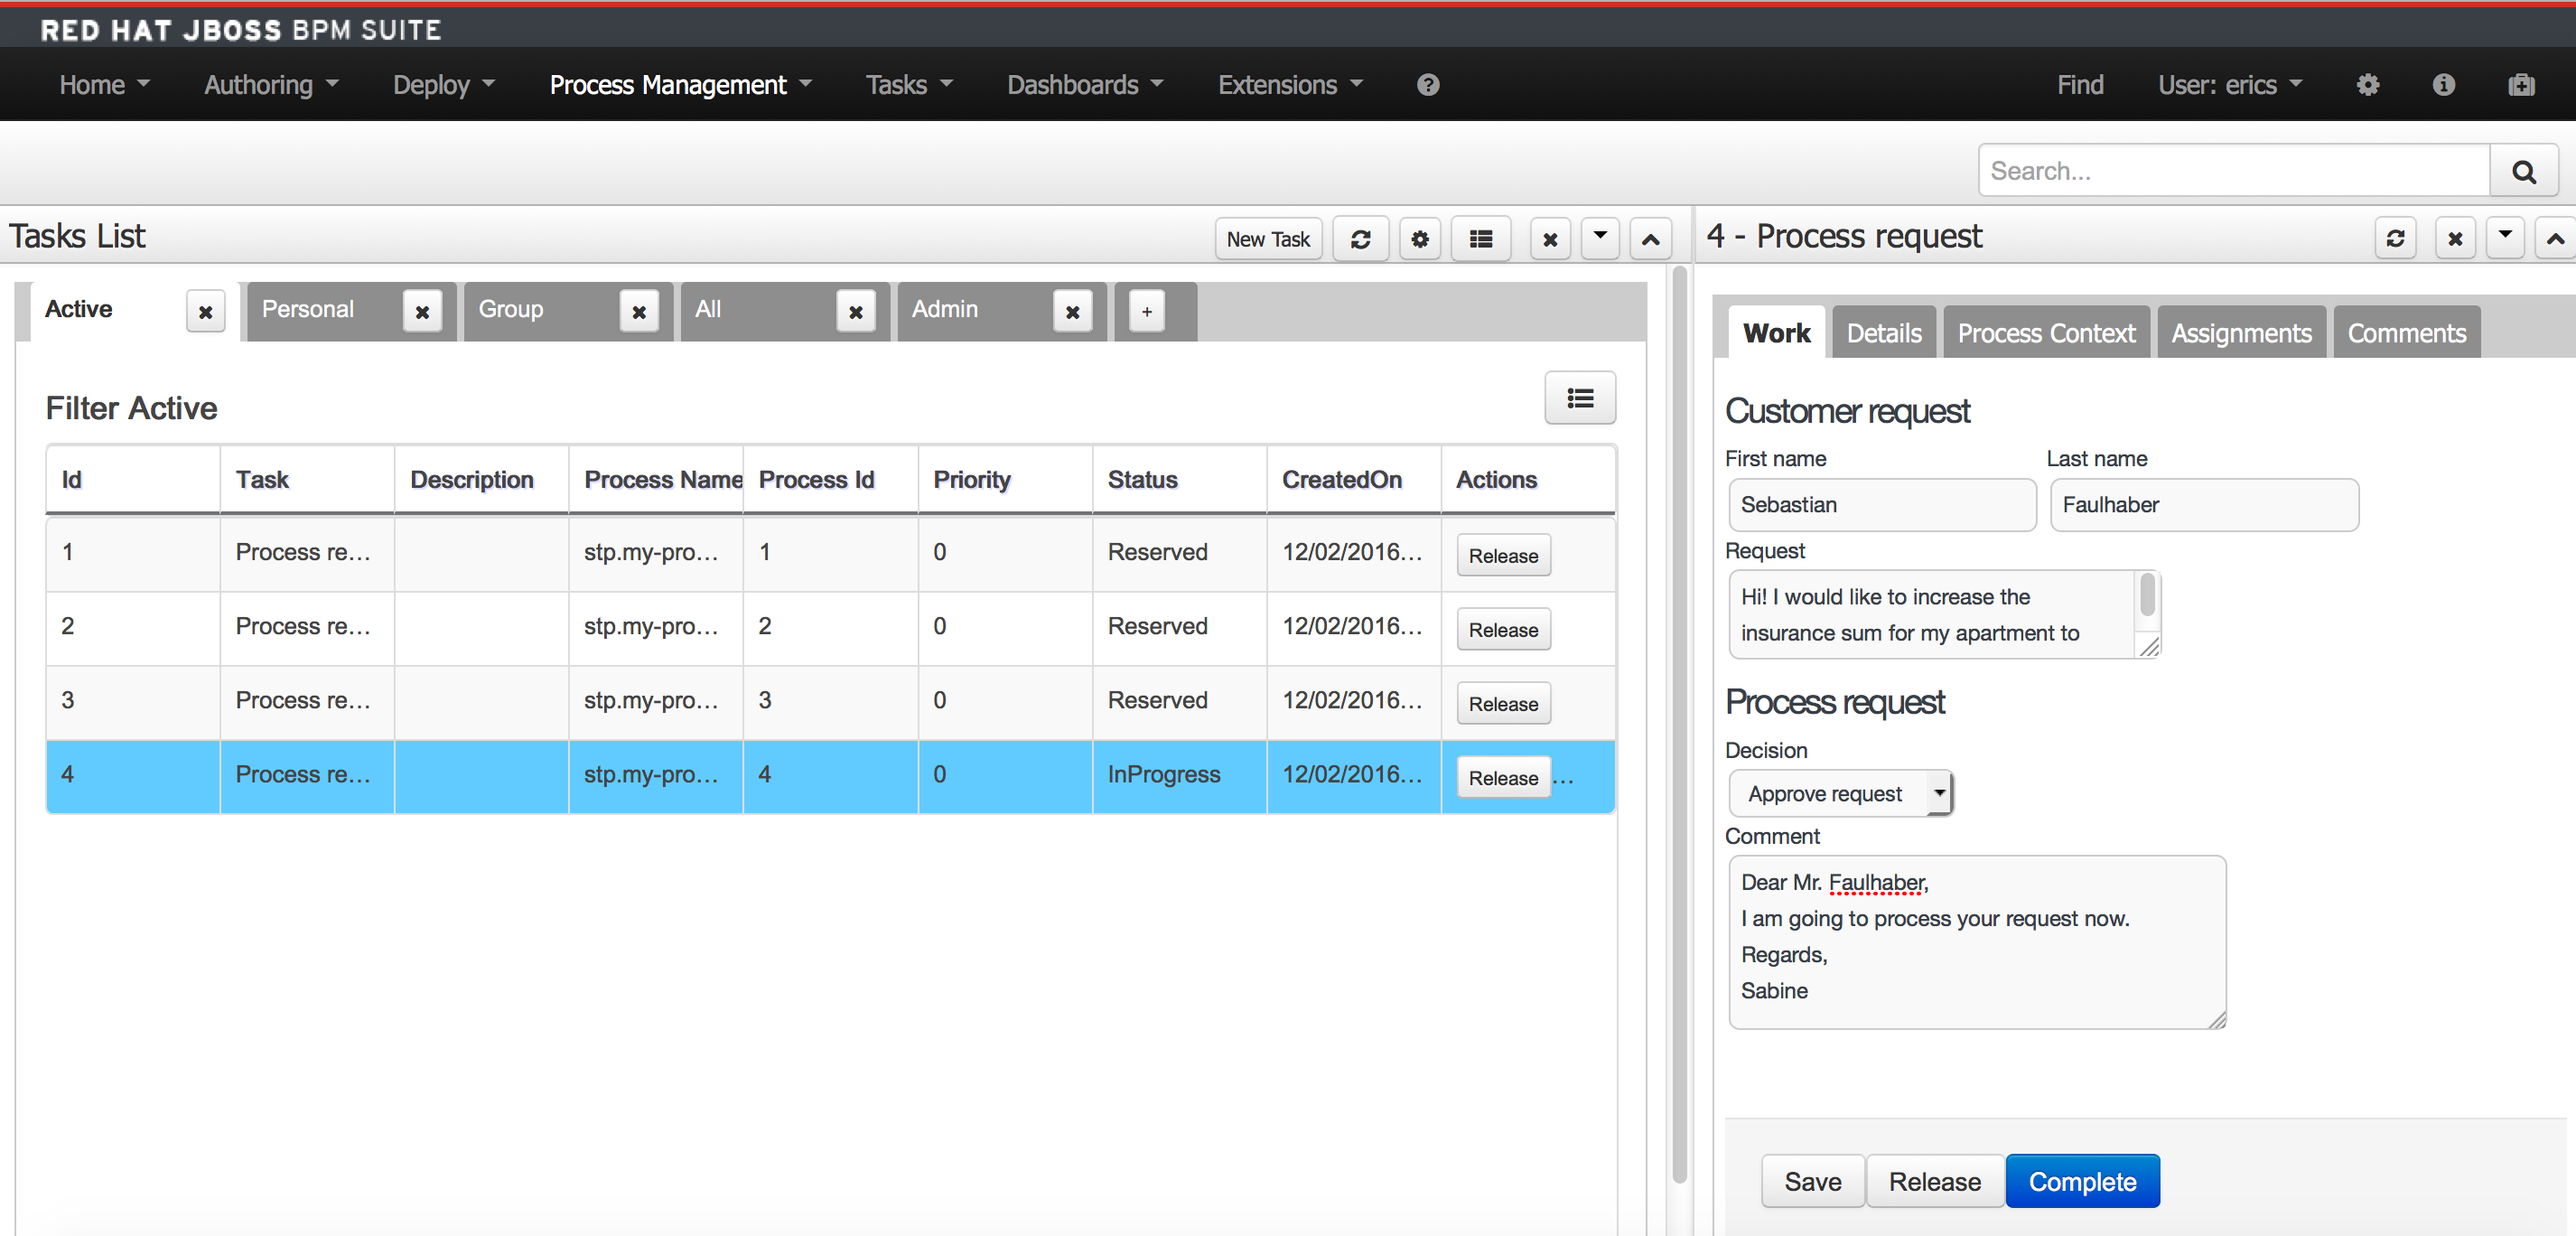 RED HAT JBOSS BPM SUITE
Home Authoring Deploy Process Management Tasks Dashboards Extensions Find User: erics
Search...
Tasks List New Task
4 - Process request
Active Personal Group All Admin +
Work Details Process Context Assignments Comments
Filter Active
Id Task Description Process Name Process Id Priority Status CreatedOn Actions
1 Process re... stp.my-pro... 1 0 Reserved 12/02/2016... Release
2 Process re... stp.my-pro... 2 0 Reserved 12/02/2016... Release
3 Process re... stp.my-pro... 3 0 Reserved 12/02/2016... Release
4 Process re... stp.my-pro... 4 0 InProgress 12/02/2016... Release ...
Customer request
First name Last name
Sebastian Faulhaber
Request
Hi! I would like to increase the
insurance sum for my apartment to
Process request
Decision
Approve request
Comment
Dear Mr. Faulhaber,
I am going to process your request now.
Regards,
Sabine
Save Release Complete